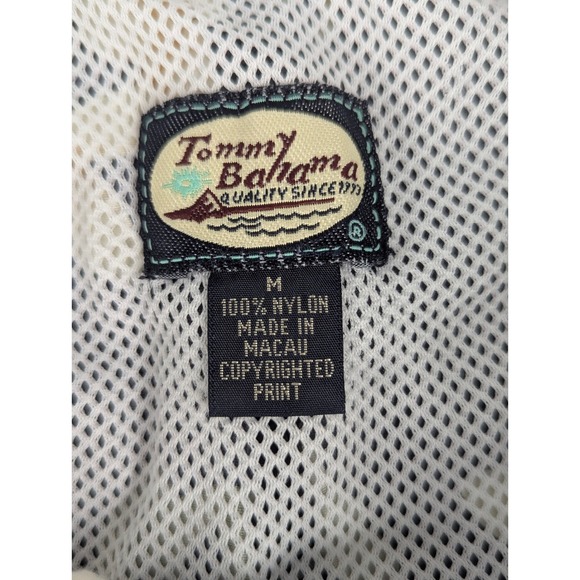 Tommy
Bahama
QUALITY SINCE 1993
®
M
100% NYLON
MADE IN
MACAU
COPYRIGHTED
PRINT